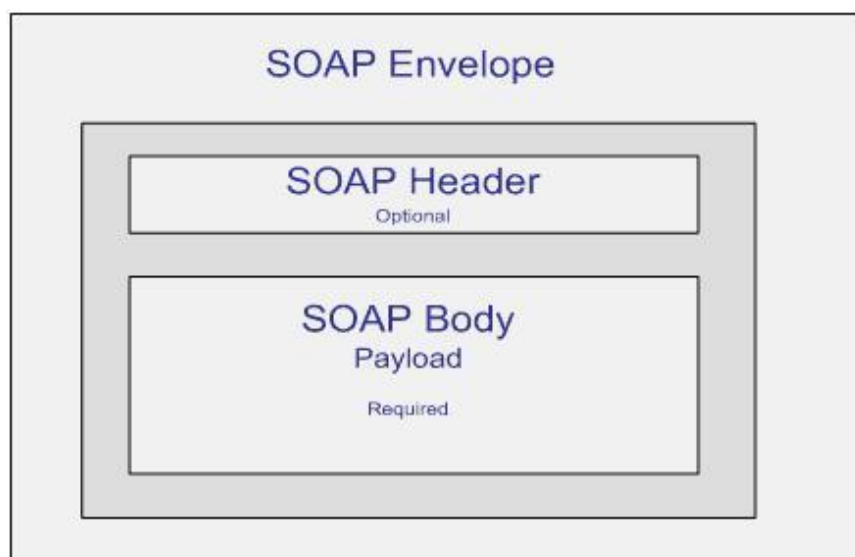 SOAP Envelope
SOAP Header
Optional
SOAP Body
Payload
Required